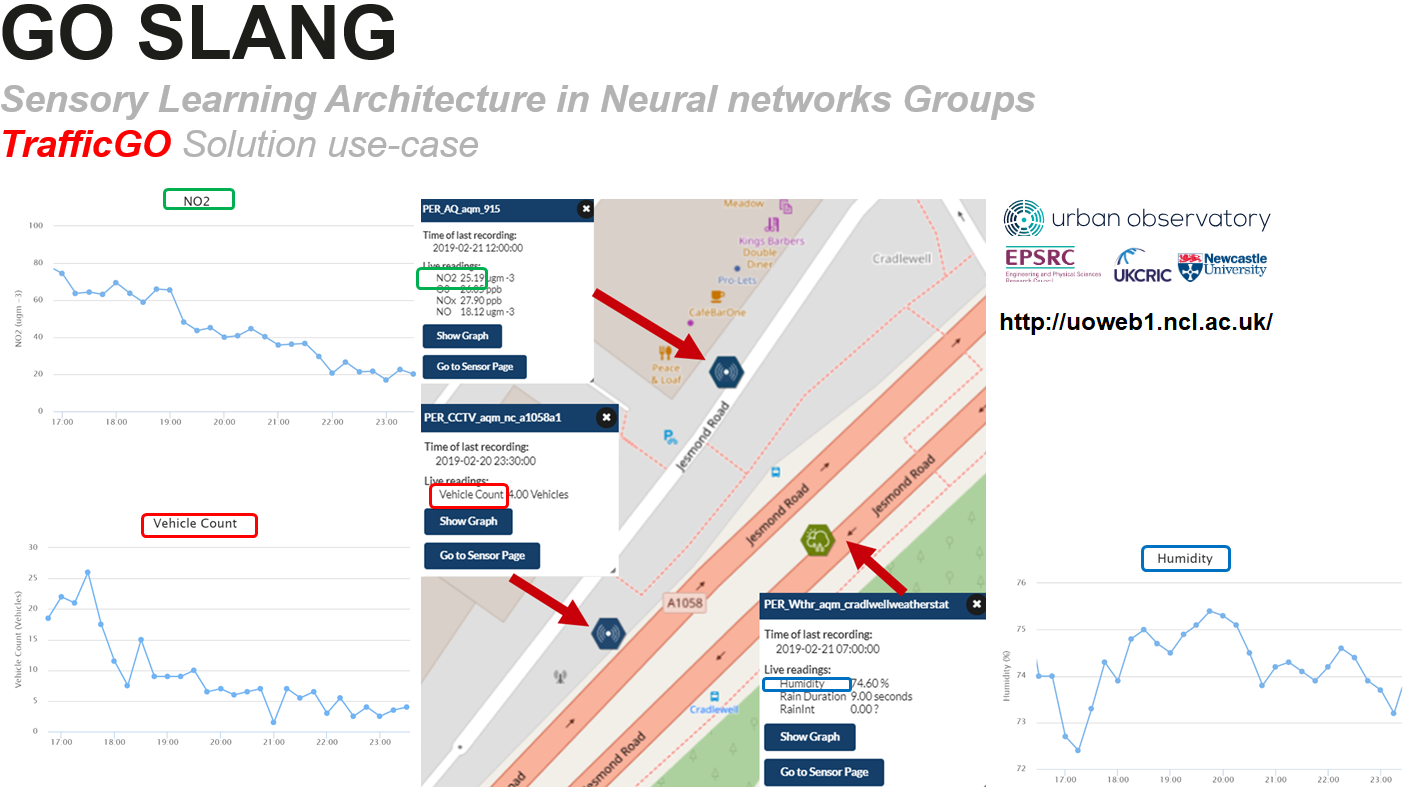 GO SLANG
Sensory Learning Architecture in Neural networks Groups
TrafficGO Solution use-case
NO2
100
80
60
40
20
0
NO2 (ugm -3)
17:00 18:00 19:00 20:00 21:00 22:00 23:00
Vehicle Count
30
25
20
15
10
5
0
Vehicle Count (Vehicles)
17:00 18:00 19:00 20:00 21:00 22:00 23:00
PER_AQ_aqm_915
Time of last recording:
2019-02-21 12:00:00
Live readings:
NO2 25.19 ugm -3
ppb
NOx 27.90 ppb
NO 18.12 ugm -3
Show Graph
Go to Sensor Page
PER_CCTV_aqm_nc_a1058a1
Time of last recording:
2019-02-20 23:30:00
Live readings:
Vehicle Count 4.00 Vehicles
Show Graph
Go to Sensor Page
Meadow
Kings Barbers
Double
Diner
Pro-Lets
CafeBarOne
Peace
& Loaf
Cradlewell
Jesmond Road
Jesmond Road
Jesmond Road
A1058
Cradlewell
Jesmond Road
road
PER_Wthr_aqm_cradlwellweatherstat
Time of last recording:
2019-02-21 07:00:00
Live readings:
Humidity 74.60 %
Rain Duration 9.00 seconds
RainInt 0.00 ?
Show Graph
Go to Sensor Page
urban observatory
EPSRC
Engineering and Physical Sciences
Research Council
UKCRIC
Newcastle
University
http://uoweb1.ncl.ac.uk/
Humidity
76
75
74
73
72
Humidity (%)
17:00 18:00 19:00 20:00 21:00 22:00 23:00